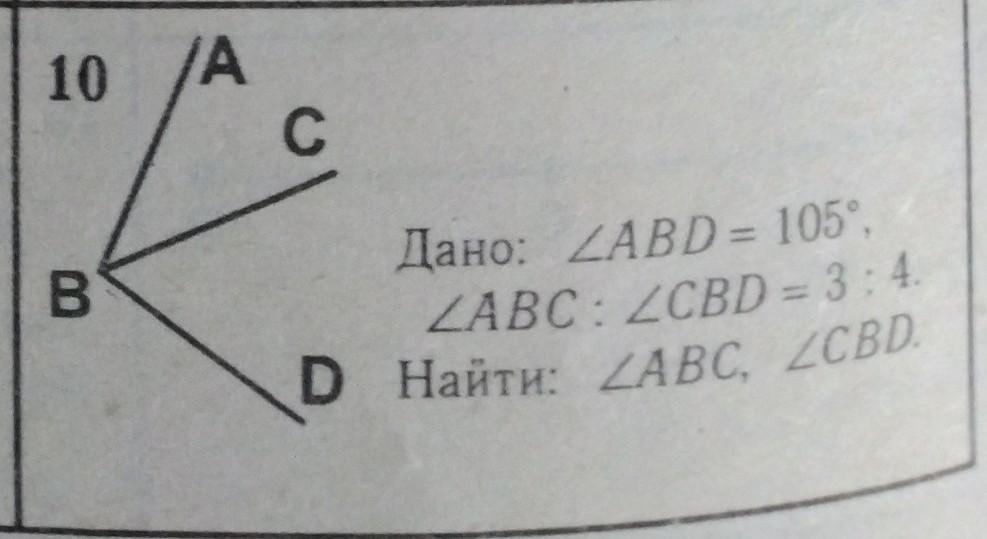 10
A
C
B
D
Дано: ∠ABD = 105°,
∠ABC : ∠CBD = 3 : 4.
Найти: ∠ABC, ∠CBD.